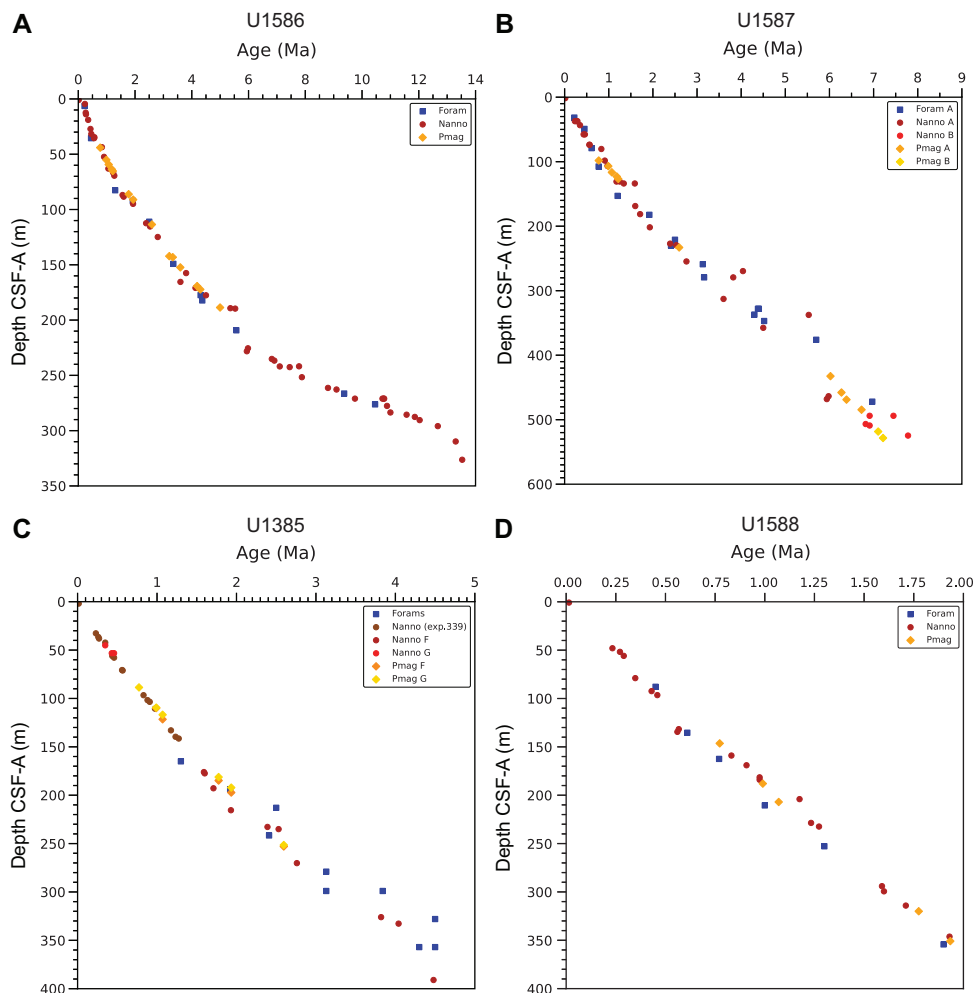 A
U1586
Age (Ma)
0 2 4 6 8 10 12 14
Depth CSF-A (m)
0
50
100
150
200
250
300
350
Foram
Nanno
Pmag
B
U1587
Age (Ma)
0 1 2 3 4 5 6 7 8 9
Depth CSF-A (m)
0
100
200
300
400
500
600
Foram A
Nanno A
Nanno B
Pmag A
Pmag B
C
U1385
Age (Ma)
0 1 2 3 4 5
Depth CSF-A (m)
0
50
100
150
200
250
300
350
400
Forams
Nanno (exp.339)
Nanno F
Nanno G
Pmag F
Pmag G
D
U1588
Age (Ma)
0.00 0.25 0.50 0.75 1.00 1.25 1.50 1.75 2.00
Depth CSF-A (m)
0
50
100
150
200
250
300
350
400
Foram
Nanno
Pmag